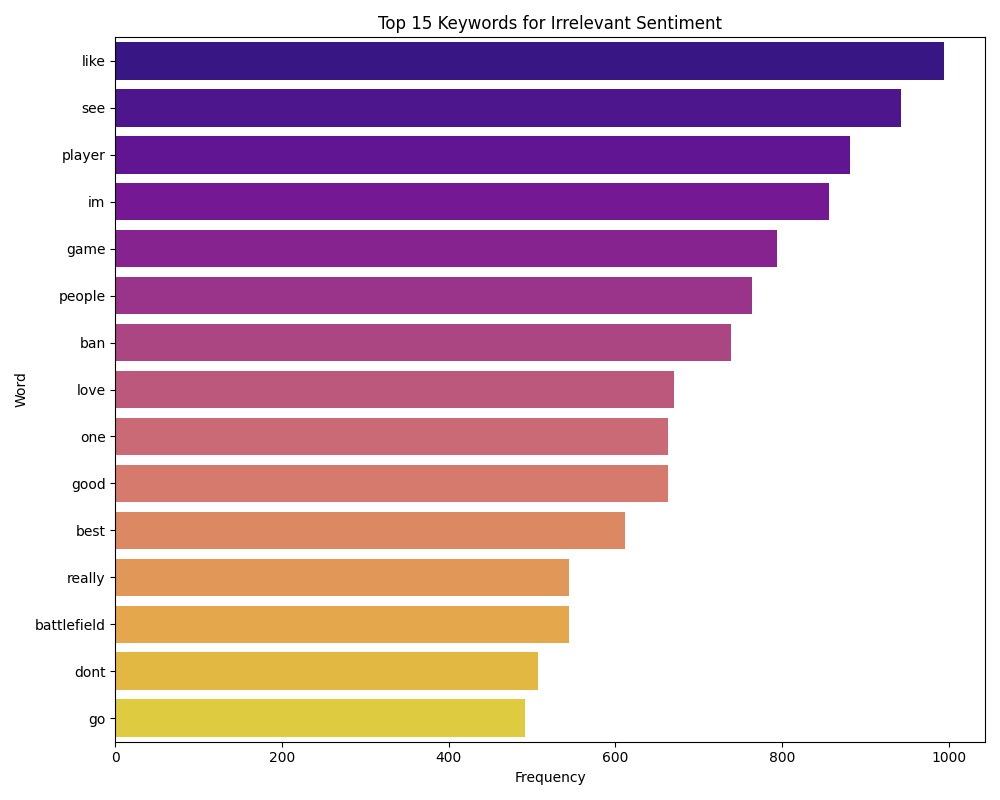 Top 15 Keywords for Irrelevant Sentiment
like
see
player
im
game
people
ban
love
one
good
best
really
battlefield
dont
go
Word
0 200 400 600 800 1000
Frequency